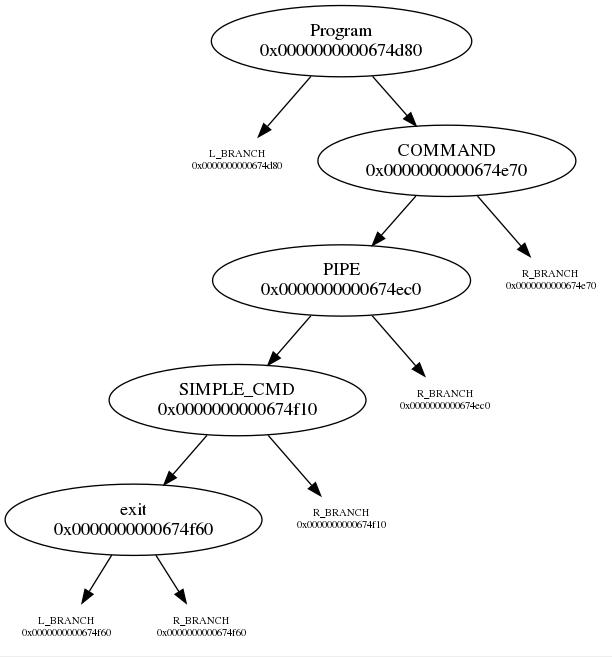 Program
0x0000000000674d80
L_BRANCH
0x0000000000674d80
COMMAND
0x0000000000674e70
PIPE
0x0000000000674ec0
R_BRANCH
0x0000000000674e70
SIMPLE_CMD
0x0000000000674f10
R_BRANCH
0x0000000000674ec0
exit
0x0000000000674f60
R_BRANCH
0x0000000000674f10
L_BRANCH
0x0000000000674f60
R_BRANCH
0x0000000000674f60